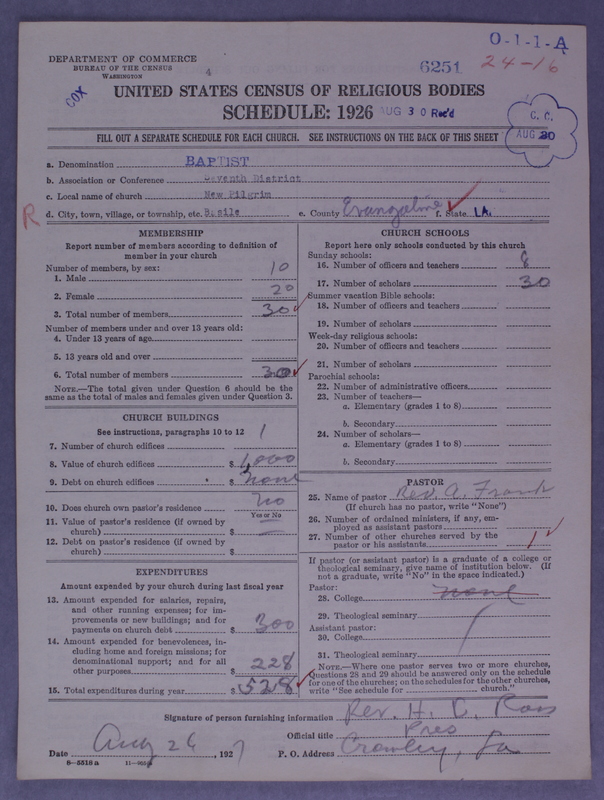 O-1-1-A
24-16
DEPARTMENT OF COMMERCE
BUREAU OF THE CENSUS
WASHINGTON
4
6251
COX
UNITED STATES CENSUS OF RELIGIOUS BODIES
SCHEDULE: 1926
AUG 30 Rec'd
C. C.
AUG 30
FILL OUT A SEPARATE SCHEDULE FOR EACH CHURCH. SEE INSTRUCTIONS ON THE BACK OF THIS SHEET
a. Denomination BAPTIST
b. Association or Conference Seventh District
c. Local name of church New Pilgrim
R
d. City, town, village, or township, etc. Basile e. County Evangeline f. State LA.
MEMBERSHIP
Report number of members according to definition of
member in your church
Number of members, by sex:
1. Male 10
2. Female 20
3. Total number of members 30
Number of members under and over 13 years old:
4. Under 13 years of age
5. 13 years old and over
6. Total number of members 30
NOTE.—The total given under Question 6 should be the
same as the total of males and females given under Question 3.
CHURCH BUILDINGS
See instructions, paragraphs 10 to 12
7. Number of church edifices 1
8. Value of church edifices $ 1,000
9. Debt on church edifices $ none
10. Does church own pastor's residence no
Yes or No
11. Value of pastor's residence (if owned by
church) $
12. Debt on pastor's residence (if owned by
church) $
EXPENDITURES
Amount expended by your church during last fiscal year
13. Amount expended for salaries, repairs,
and other running expenses; for im-
provements or new buildings; and for
payments on church debt $ 300
14. Amount expended for benevolences, in-
cluding home and foreign missions; for
denominational support; and for all
other purposes 228
15. Total expenditures during year $ 528
CHURCH SCHOOLS
Report here only schools conducted by this church
Sunday schools:
16. Number of officers and teachers 8
17. Number of scholars 30
Summer vacation Bible schools:
18. Number of officers and teachers
19. Number of scholars
Week-day religious schools:
20. Number of officers and teachers
21. Number of scholars
Parochial schools:
22. Number of administrative officers
23. Number of teachers—
a. Elementary (grades 1 to 8)
b. Secondary
24. Number of scholars—
a. Elementary (grades 1 to 8)
b. Secondary
PASTOR
25. Name of pastor Rev. A. Frank
(If church has no pastor, write "None")
26. Number of ordained ministers, if any, em-
ployed as assistant pastors
27. Number of other churches served by the
pastor or his assistants 1
If pastor (or assistant pastor) is a graduate of a college or
theological seminary, give name of institution below. (If
not a graduate, write "No" in the space indicated.)
Pastor:
28. College none
29. Theological seminary
Assistant pastor:
30. College
31. Theological seminary
NOTE.—Where one pastor serves two or more churches,
Questions 28 and 29 should be answered only on the schedule
for one of the churches; on the schedules for the other churches,
write "See schedule for church."
Signature of person furnishing information Rev. H. C. Ross
Official title Pres
Date Aug 26, 1927 P. O. Address Crowley, La
8-5518 a